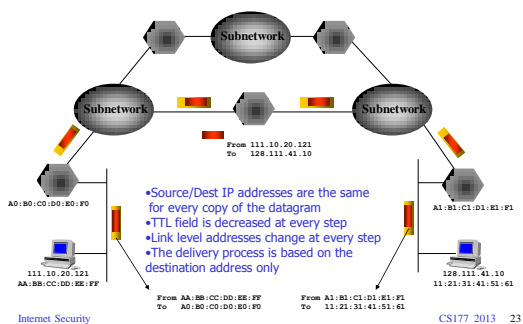 Subnetwork
Subnetwork
Subnetwork
From 111.10.20.121
To 128.111.41.10
A0:B0:C0:D0:E0:F0
A1:B1:C1:D1:E1:F1
•Source/Dest IP addresses are the same
for every copy of the datagram
•TTL field is decreased at every step
•Link level addresses change at every step
•The delivery process is based on the
destination address only
111.10.20.121
AA:BB:CC:DD:EE:FF
128.111.41.10
11:21:31:41:51:61
From AA:BB:CC:DD:EE:FF
To A0:B0:C0:D0:E0:F0
From A1:B1:C1:D1:E1:F1
To 11:21:31:41:51:61
Internet Security
CS177 2013 23